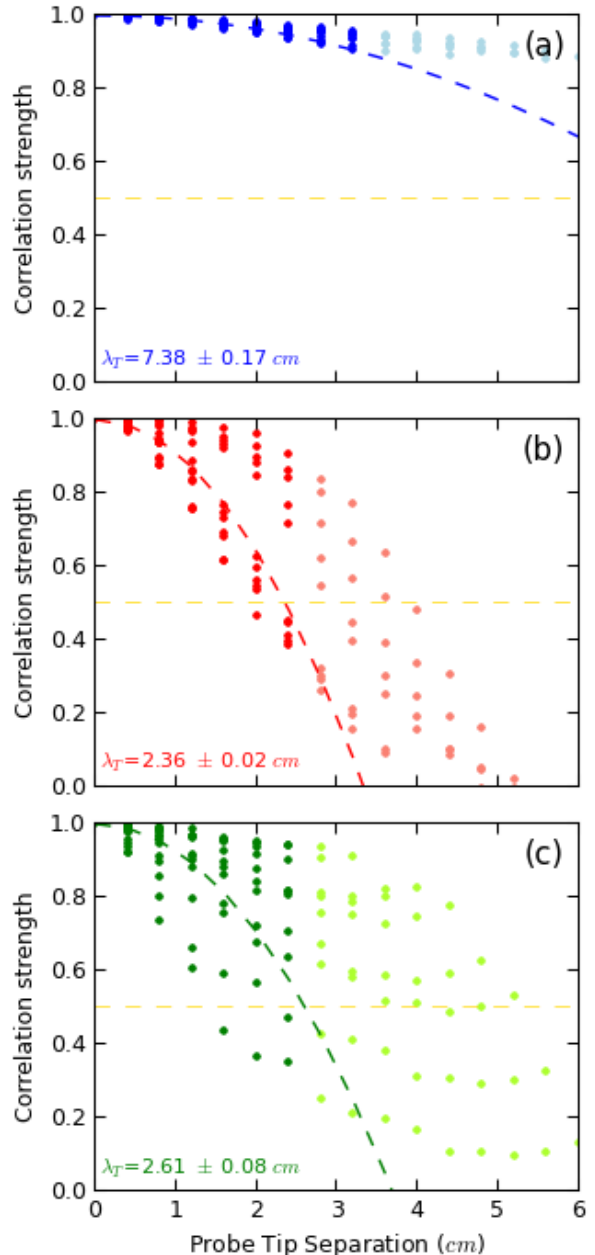 1.0
(a)
0.8
0.6
0.4
0.2
λT=7.38 ± 0.17 cm
0.0
Correlation strength
1.0
(b)
0.8
0.6
0.4
0.2
λT=2.36 ± 0.02 cm
0.0
Correlation strength
1.0
(c)
0.8
0.6
0.4
0.2
λT=2.61 ± 0.08 cm
0.0
Correlation strength
0 1 2 3 4 5 6
Probe Tip Separation (cm)